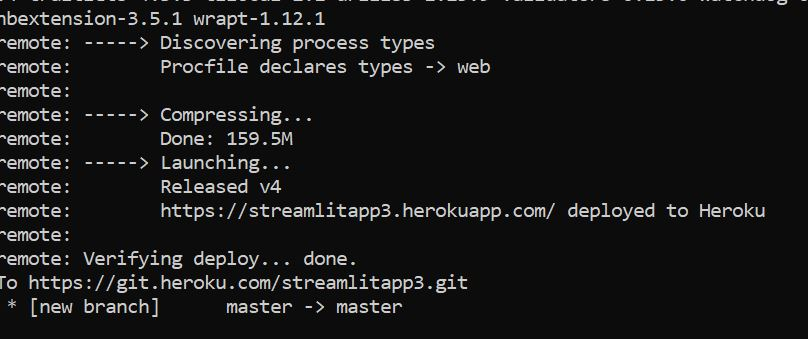 nbextension-3.5.1 wrapt-1.12.1
remote: -----> Discovering process types
remote:        Procfile declares types -> web
remote:
remote: -----> Compressing...
remote:        Done: 159.5M
remote: -----> Launching...
remote:        Released v4
remote:        https://streamlitapp3.herokuapp.com/ deployed to Heroku
remote:
remote: Verifying deploy... done.
To https://git.heroku.com/streamlitapp3.git
 * [new branch]      master -> master